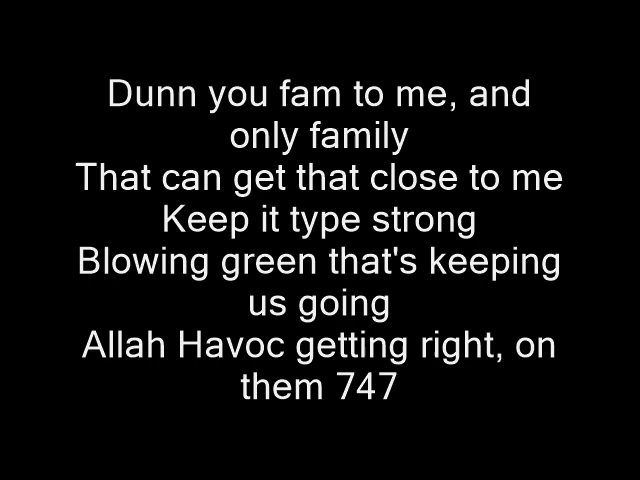 Dunn you fam to me, and
only family
That can get that close to me
Keep it type strong
Blowing green that's keeping
us going
Allah Havoc getting right, on
them 747